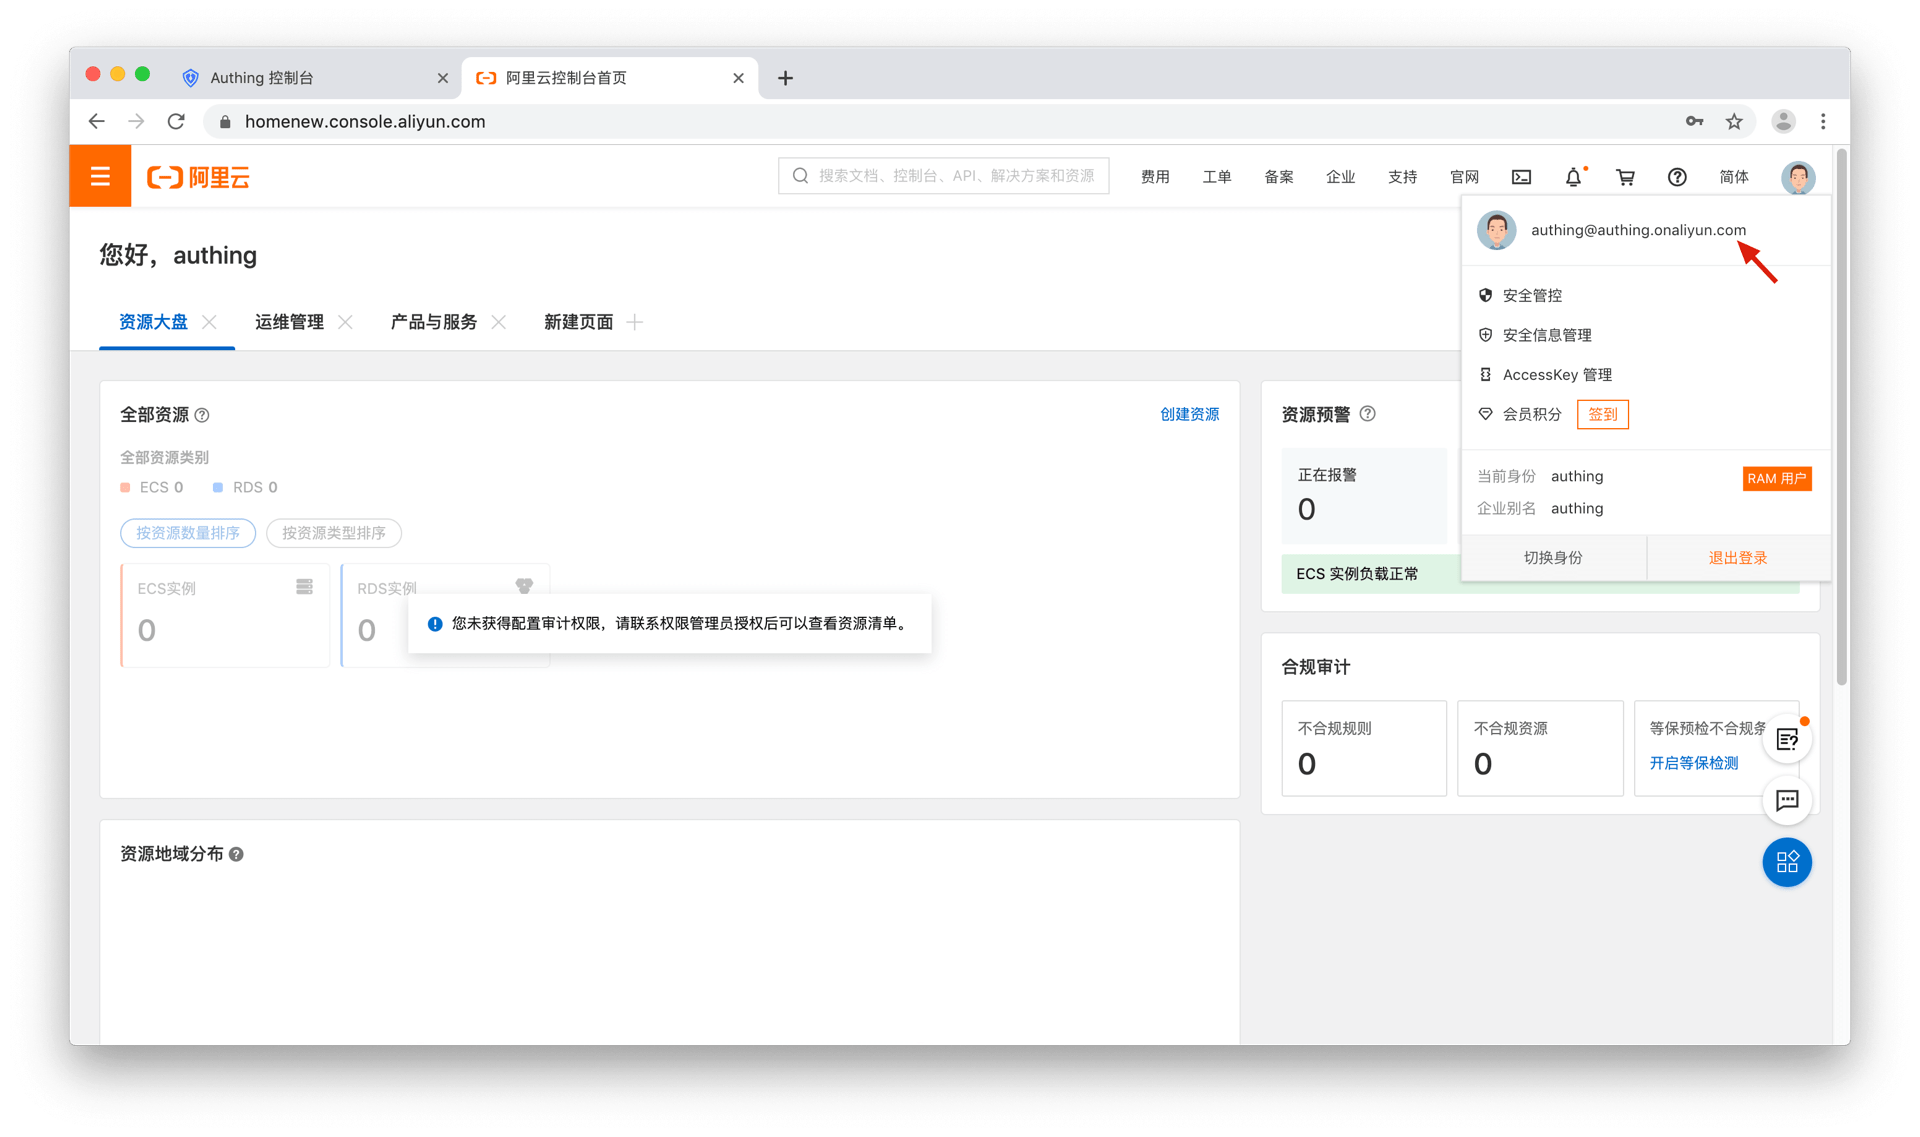 Authing 控制台
阿里云控制台首页
homenew.console.aliyun.com
阿里云
搜索文档、控制台、API、解决方案和资源
费用
工单
备案
企业
支持
官网
简体
您好，authing
authing@authing.onaliyun.com
安全管控
安全信息管理
AccessKey 管理
会员积分 签到
当前身份 authing RAM 用户
企业别名 authing
切换身份 退出登录
资源大盘
运维管理
产品与服务
新建页面
全部资源
创建资源
全部资源类别
ECS 0 RDS 0
按资源数量排序 按资源类型排序
ECS实例
0
RDS实例
0
您未获得配置审计权限，请联系权限管理员授权后可以查看资源清单。
资源预警
正在报警
0
ECS 实例负载正常
合规审计
不合规规则
0
不合规资源
0
等保预检不合规条
开启等保检测
资源地域分布